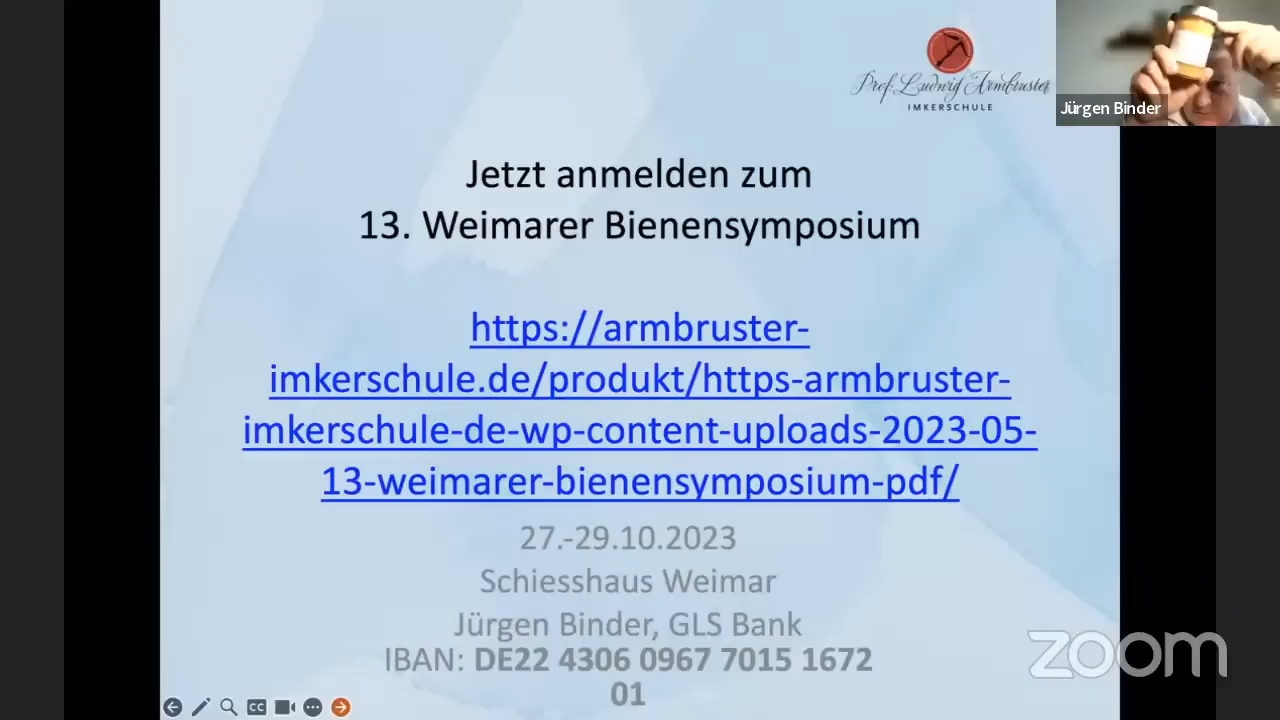 Prof. Ludwig Armbruster
IMKERSCHULE
Jürgen Binder
Jetzt anmelden zum
13. Weimarer Bienensymposium
https://armbruster-
imkerschule.de/produkt/https-armbruster-
imkerschule-de-wp-content-uploads-2023-05-
13-weimarer-bienensymposium-pdf/
27.-29.10.2023
Schiesshaus Weimar
Jürgen Binder, GLS Bank
IBAN: DE22 4306 0967 7015 1672
01
zoom
CC